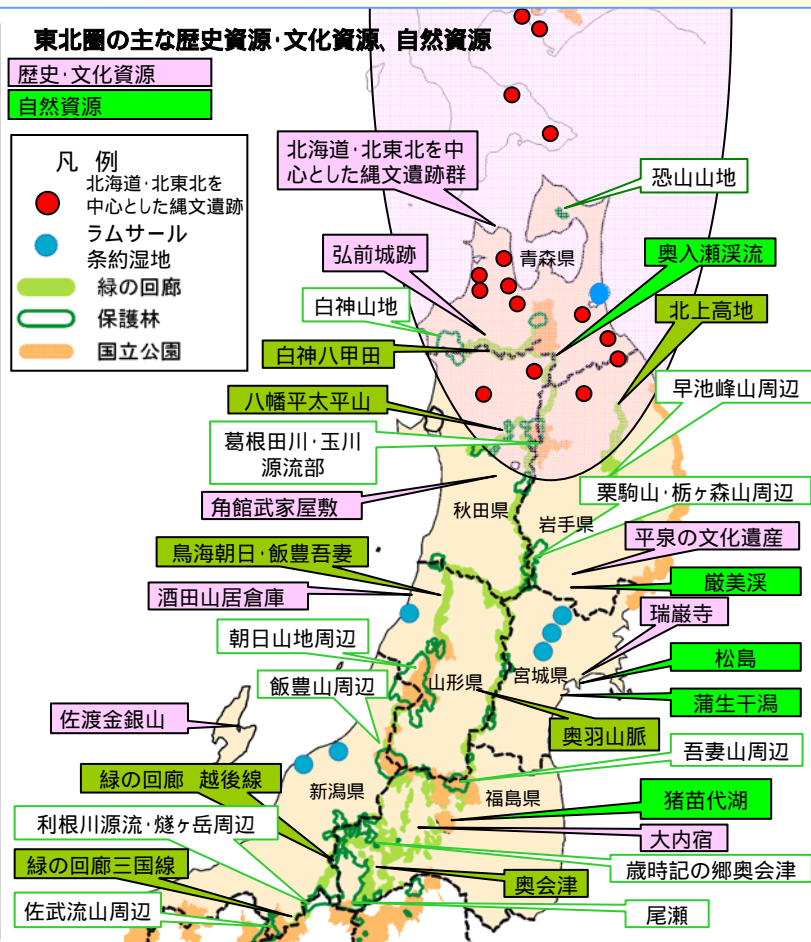 東北圏の主な歴史資源･文化資源、自然資源
歴史･文化資源
自然資源
凡 例
北海道･北東北を
中心とした縄文遺跡
ラムサール
条約湿地
緑の回廊
保護林
国立公園
北海道･北東北を中
心とした縄文遺跡群
恐山山地
青森県
弘前城跡
奥入瀬渓流
白神山地
北上高地
白神八甲田
早池峰山周辺
八幡平太平山
葛根田川･玉川
源流部
栗駒山･栃ヶ森山周辺
角館武家屋敷
秋田県
岩手県
平泉の文化遺産
鳥海朝日･飯豊吾妻
厳美渓
酒田山居倉庫
瑞巌寺
朝日山地周辺
松島
宮城県
飯豊山周辺
山形県
蒲生干潟
佐渡金銀山
奥羽山脈
吾妻山周辺
緑の回廊 越後線
新潟県
福島県
猪苗代湖
利根川源流･燧ヶ岳周辺
大内宿
緑の回廊三国線
歳時記の郷奥会津
奥会津
佐武流山周辺
尾瀬